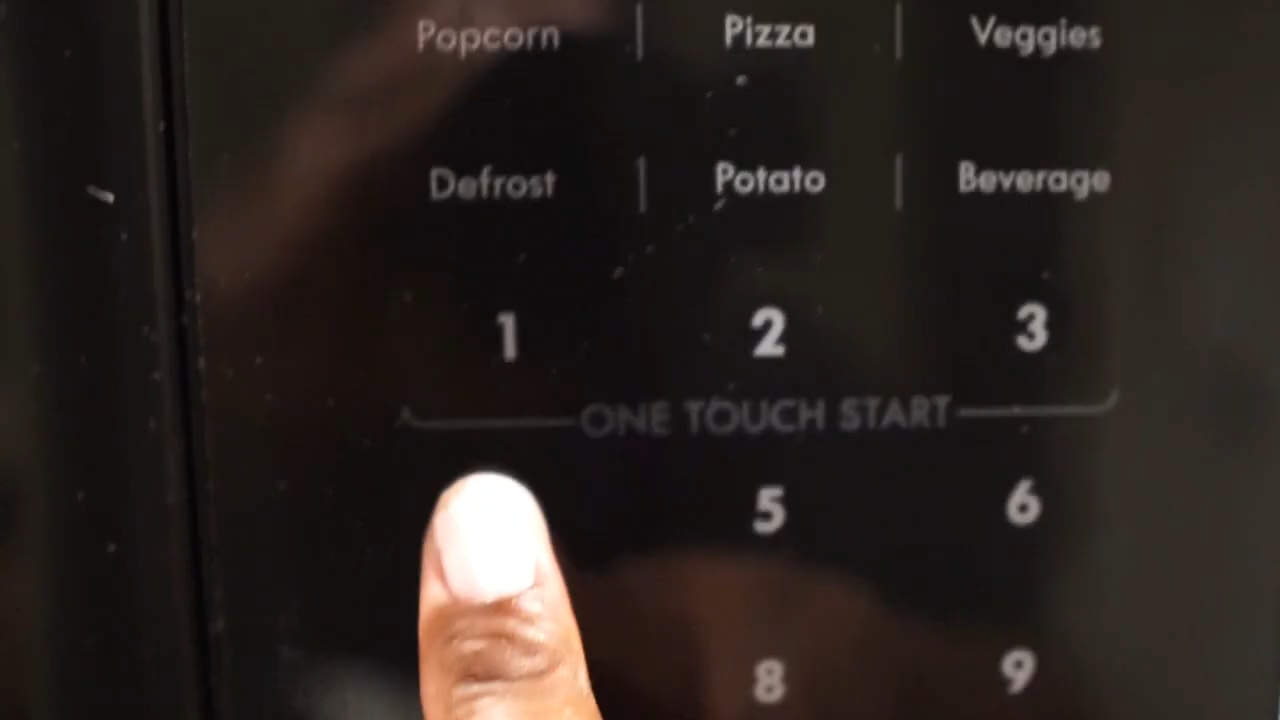 Popcorn | Pizza | Veggies
Defrost | Potato | Beverage
1 2 3
ONE TOUCH START
5 6
8 9